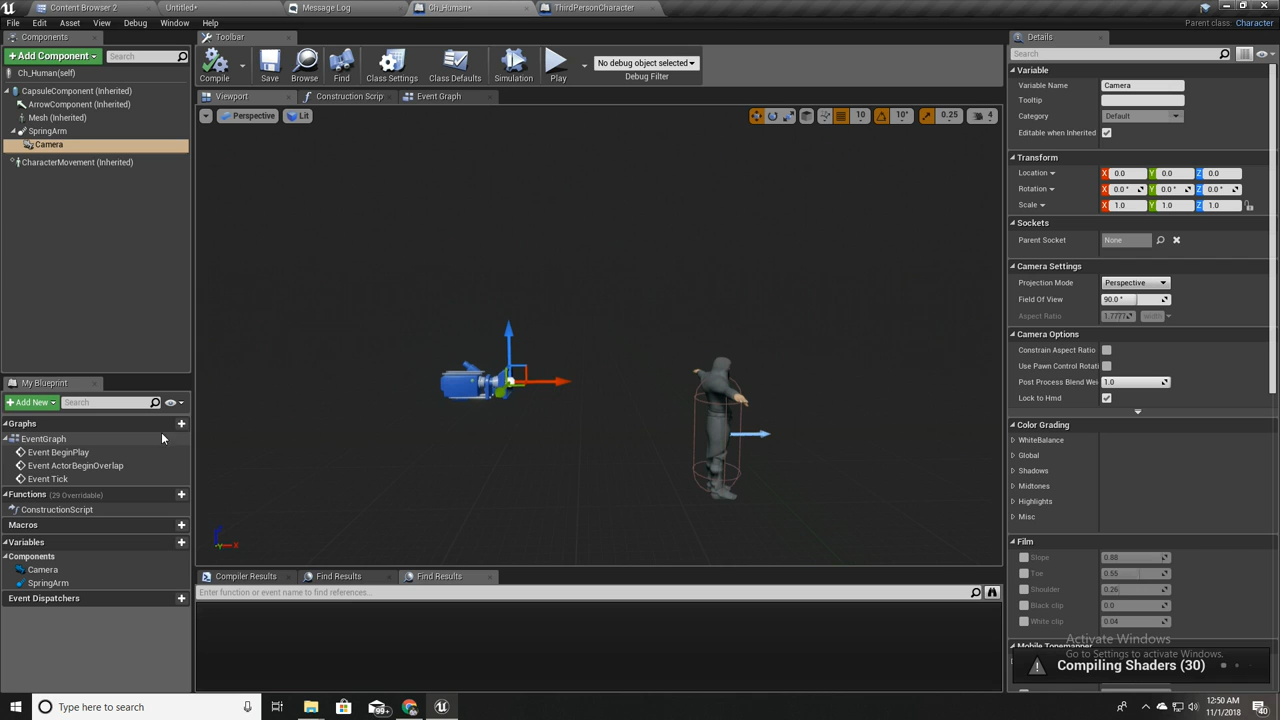 Content Browser 2
Untitled*
Message Log
Ch_Human*
ThirdPersonCharacter
File Edit Asset View Debug Window Help
Parent class: Character
Components
+ Add Component
Search
Ch_Human(self)
CapsuleComponent (Inherited)
ArrowComponent (Inherited)
Mesh (Inherited)
SpringArm
Camera
CharacterMovement (Inherited)
Toolbar
Compile
Save
Browse
Find
Class Settings
Class Defaults
Simulation
Play
No debug object selected
Debug Filter
Viewport
Construction Scrip
Event Graph
Perspective
Lit
10
10°
0.25
4
X
My Blueprint
+ Add New
Search
Graphs
EventGraph
Event BeginPlay
Event ActorBeginOverlap
Event Tick
Functions (29 Overridable)
ConstructionScript
Macros
Variables
Components
Camera
SpringArm
Event Dispatchers
Compiler Results
Find Results
Find Results
Enter function or event name to find references...
Details
Search
Variable
Variable Name Camera
Tooltip
Category Default
Editable when Inherited
Transform
Location X 0.0 Y 0.0 Z 0.0
Rotation X 0.0 ° Y 0.0 ° Z 0.0 °
Scale X 1.0 Y 1.0 Z 1.0
Sockets
Parent Socket None
Camera Settings
Projection Mode Perspective
Field Of View 90.0 °
Aspect Ratio 1.777 width
Camera Options
Constrain Aspect Ratio
Use Pawn Control Rotati
Post Process Blend Wei 1.0
Lock to Hmd
Color Grading
WhiteBalance
Global
Shadows
Midtones
Highlights
Misc
Film
Slope 0.88
Toe 0.55
Shoulder 0.26
Black clip 0.0
White clip 0.04
Mobile Tonemapper
Activate Windows
Go to Settings to activate Windows.
Compiling Shaders (30)
Type here to search
99+
12:50 AM
11/1/2018
40